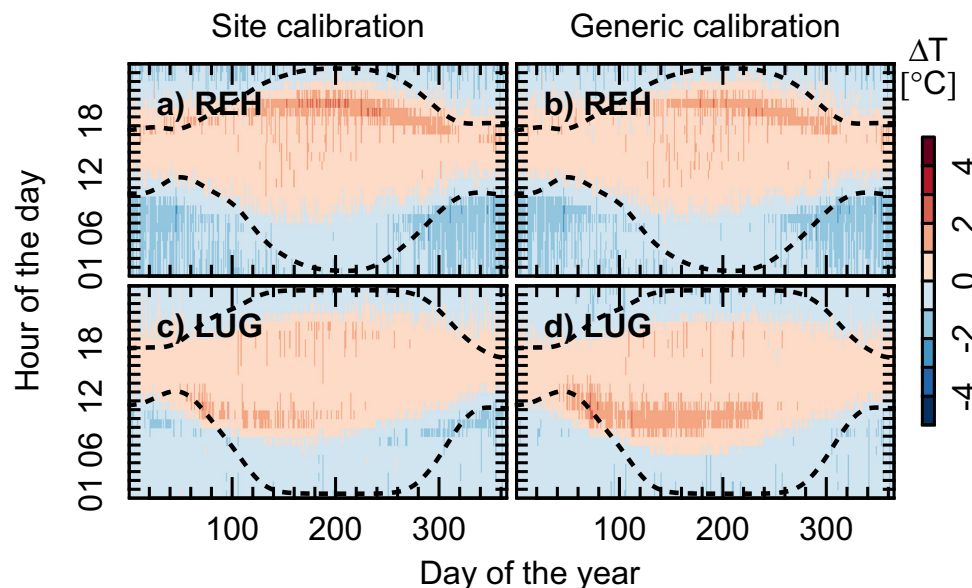 Site calibration
Generic calibration
ΔT
[°C]
a) REH
b) REH
c) LUG
d) LUG
Hour of the day
18
12
06
01
18
12
06
01
4
2
0
-2
-4
100
200
300
100
200
300
Day of the year